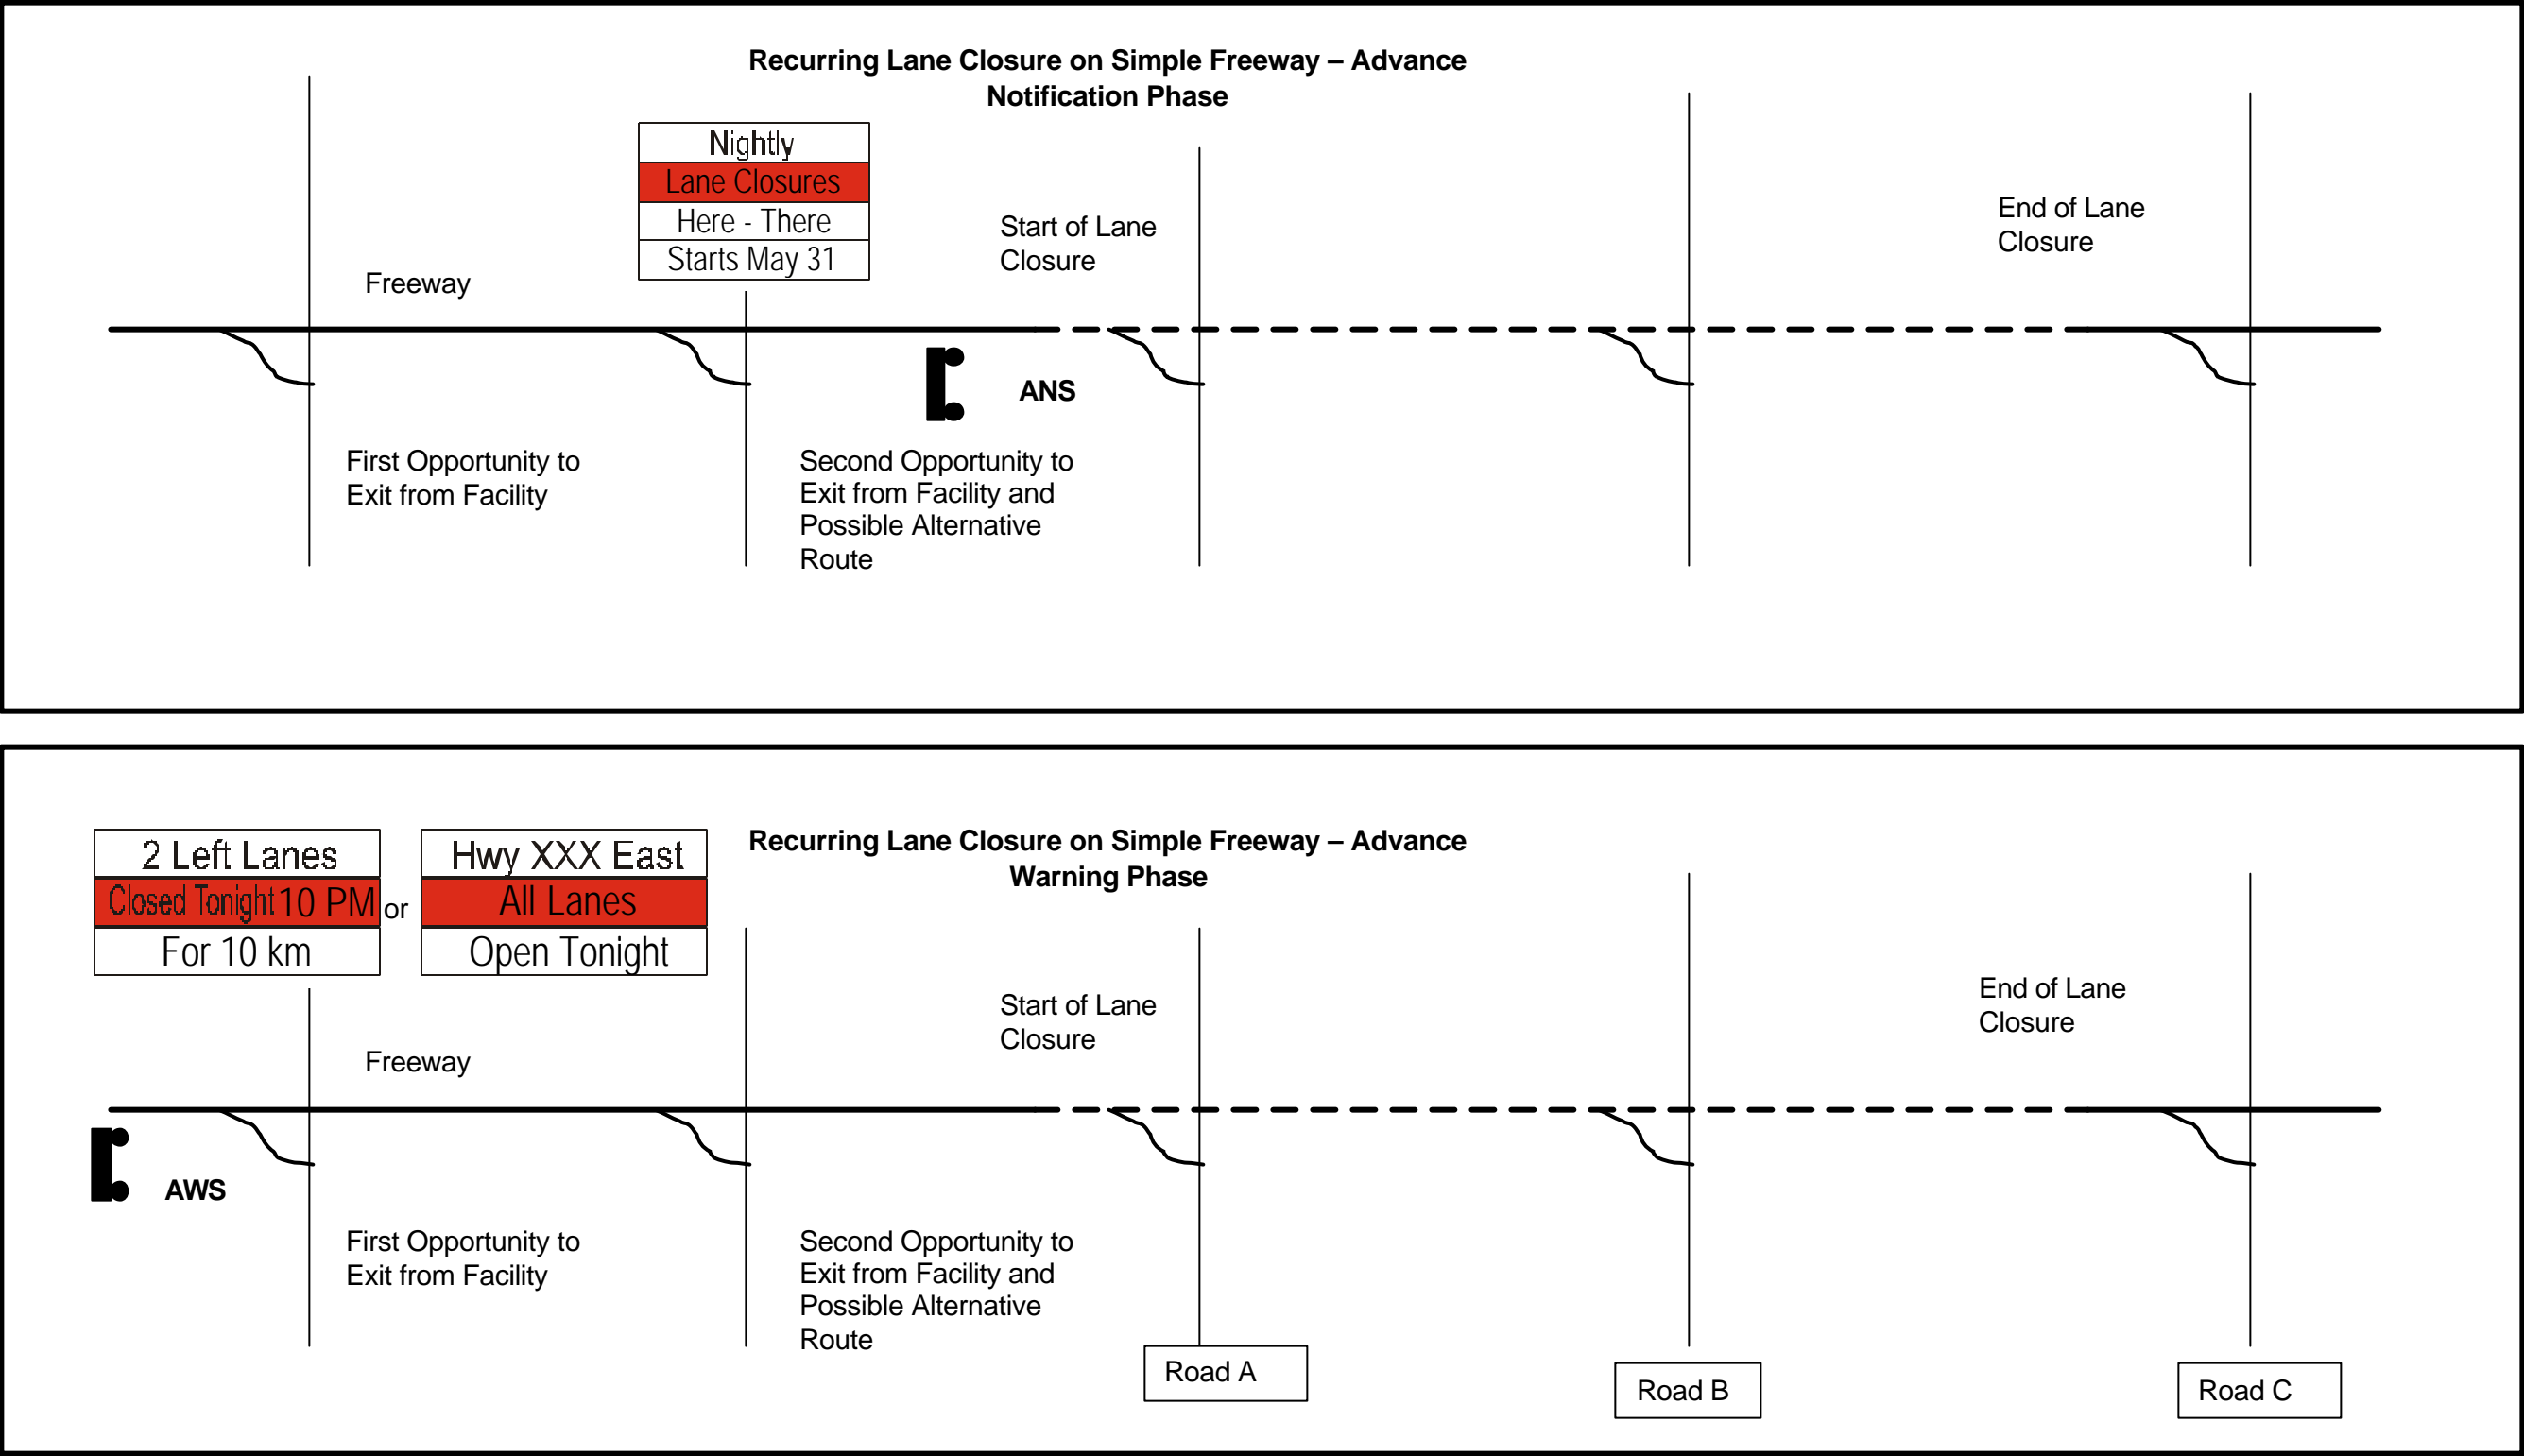 Recurring Lane Closure on Simple Freeway – Advance
Notification Phase
Nightly
Lane Closures
Here - There
Starts May 31
Freeway
Start of Lane
Closure
End of Lane
Closure
ANS
First Opportunity to
Exit from Facility
Second Opportunity to
Exit from Facility and
Possible Alternative
Route
Recurring Lane Closure on Simple Freeway – Advance
Warning Phase
2 Left Lanes
Closed Tonight 10 PM
For 10 km
or
Hwy XXX East
All Lanes
Open Tonight
Freeway
Start of Lane
Closure
End of Lane
Closure
AWS
First Opportunity to
Exit from Facility
Second Opportunity to
Exit from Facility and
Possible Alternative
Route
Road A
Road B
Road C